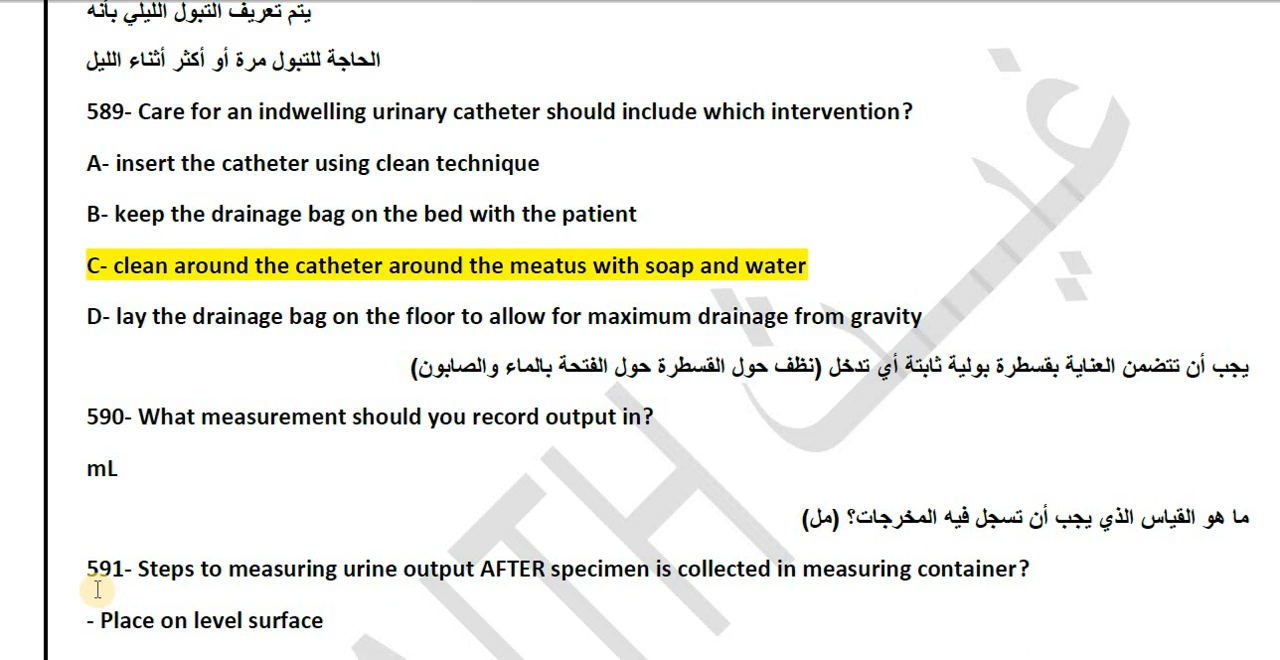 يتم تعريف التبول الليلي بأنه
الحاجة للتبول مرة أو أكثر أثناء الليل
589- Care for an indwelling urinary catheter should include which intervention?
A- insert the catheter using clean technique
B- keep the drainage bag on the bed with the patient
C- clean around the catheter around the meatus with soap and water
D- lay the drainage bag on the floor to allow for maximum drainage from gravity
يجب أن تتضمن العناية بقسطرة بولية ثابتة أي تدخل (نظف حول القسطرة حول الفتحة بالماء والصابون)
590- What measurement should you record output in?
mL
ما هو القياس الذي يجب أن تسجل فيه المخرجات؟ (مل)
591- Steps to measuring urine output AFTER specimen is collected in measuring container?
- Place on level surface